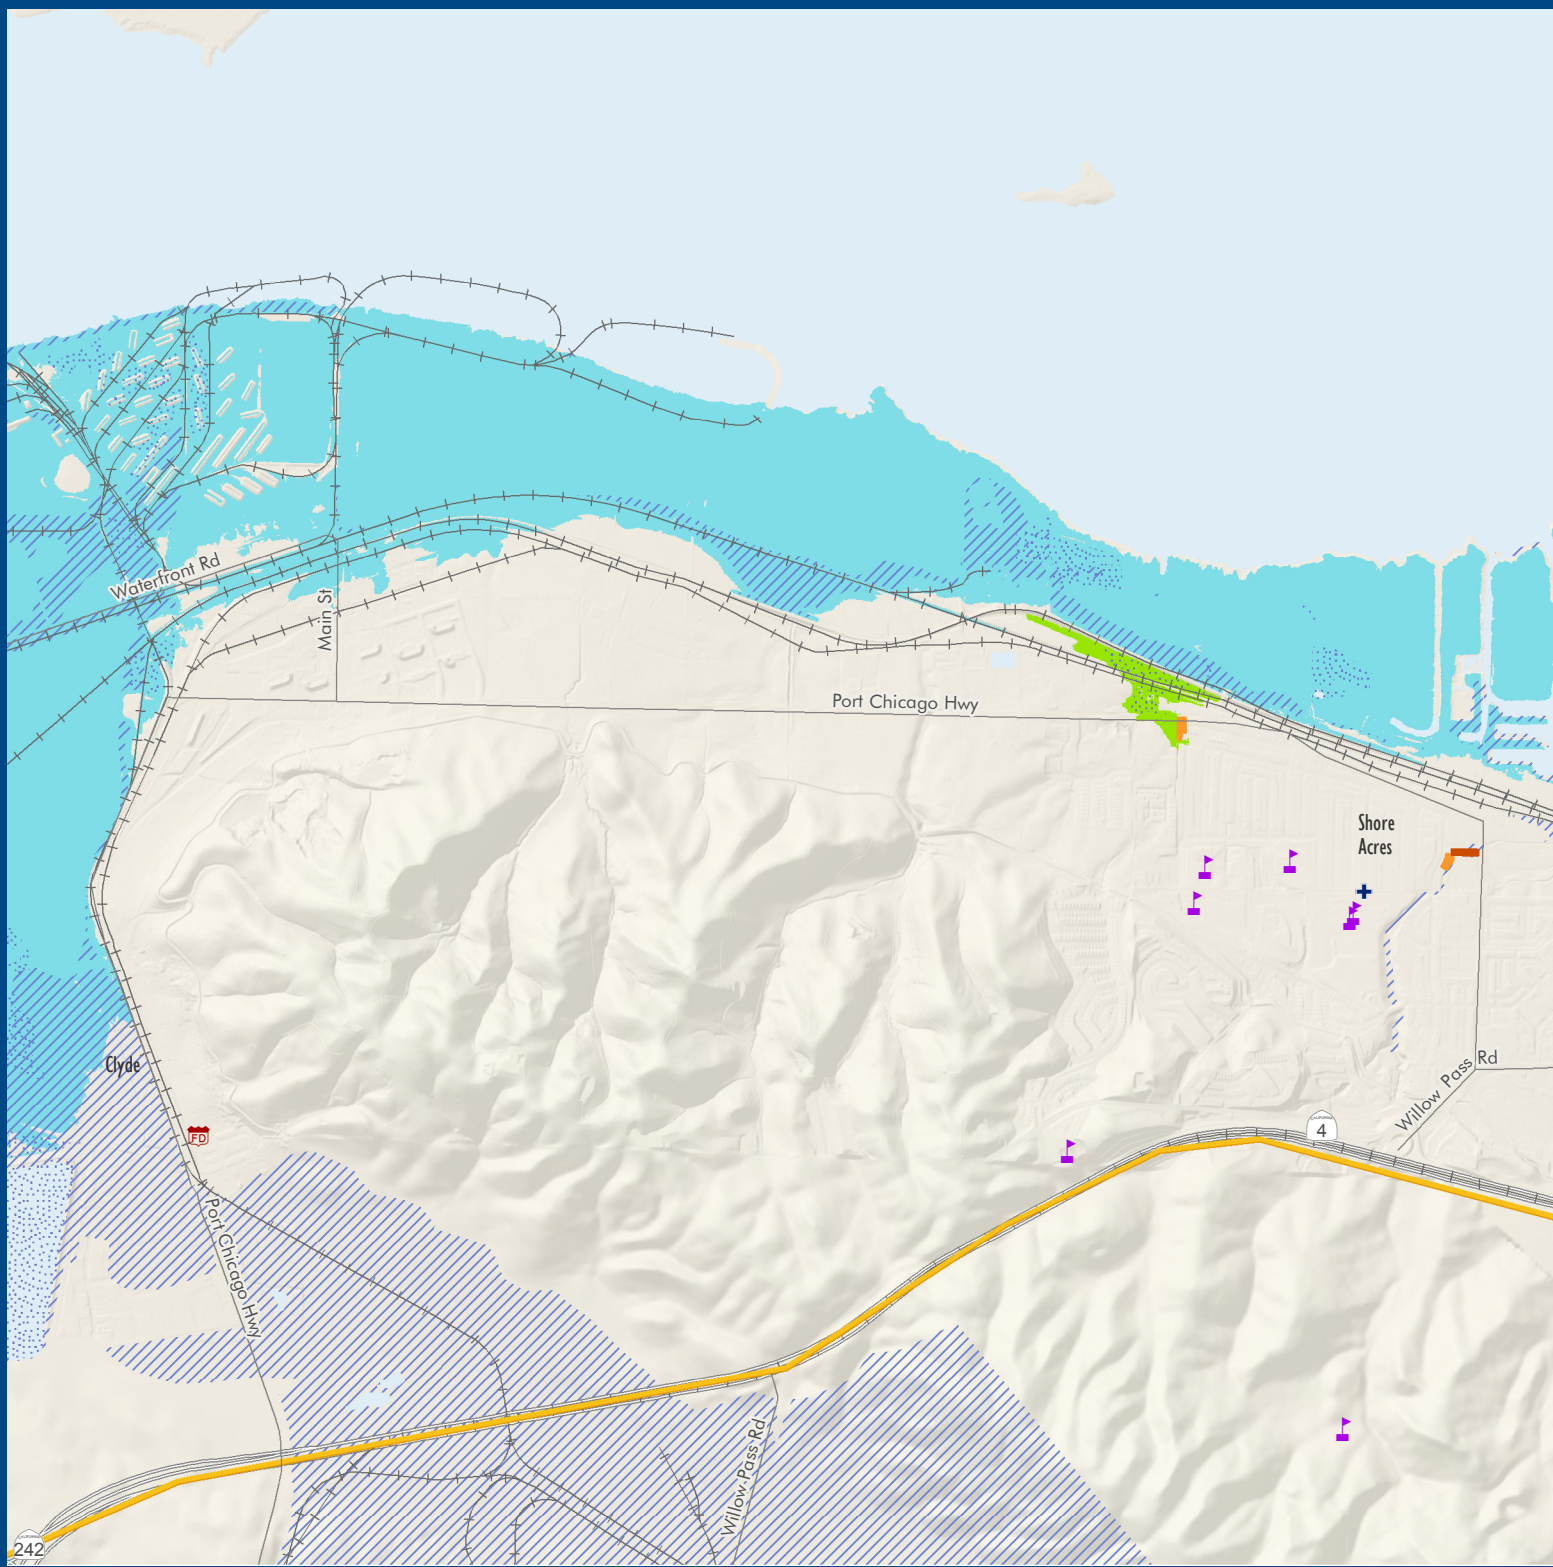 Waterfront Rd
Main St
Port Chicago Hwy
Shore
Acres
Clyde
FD
Willow Pass Rd
4
Port Chicago Hwy
Willow Pass Rd
242